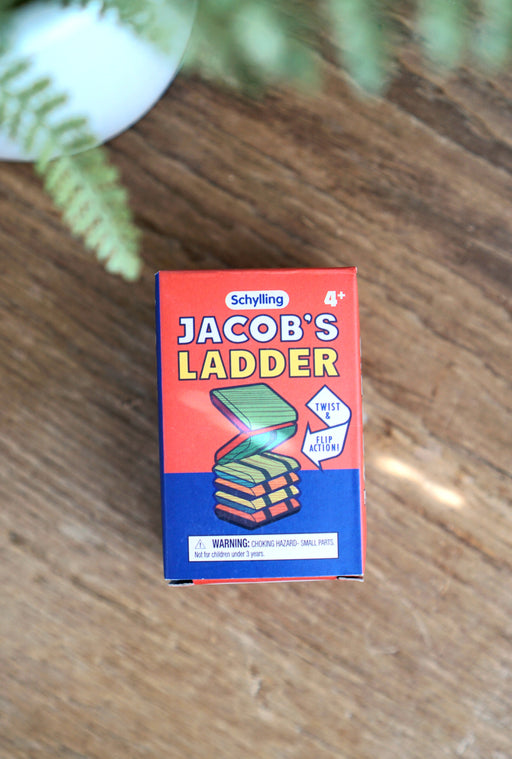 Schylling
4+
JACOB'S
LADDER
TWIST
&
FLIP
ACTION!
WARNING: CHOKING HAZARD- SMALL PARTS.
Not for children under 3 years.